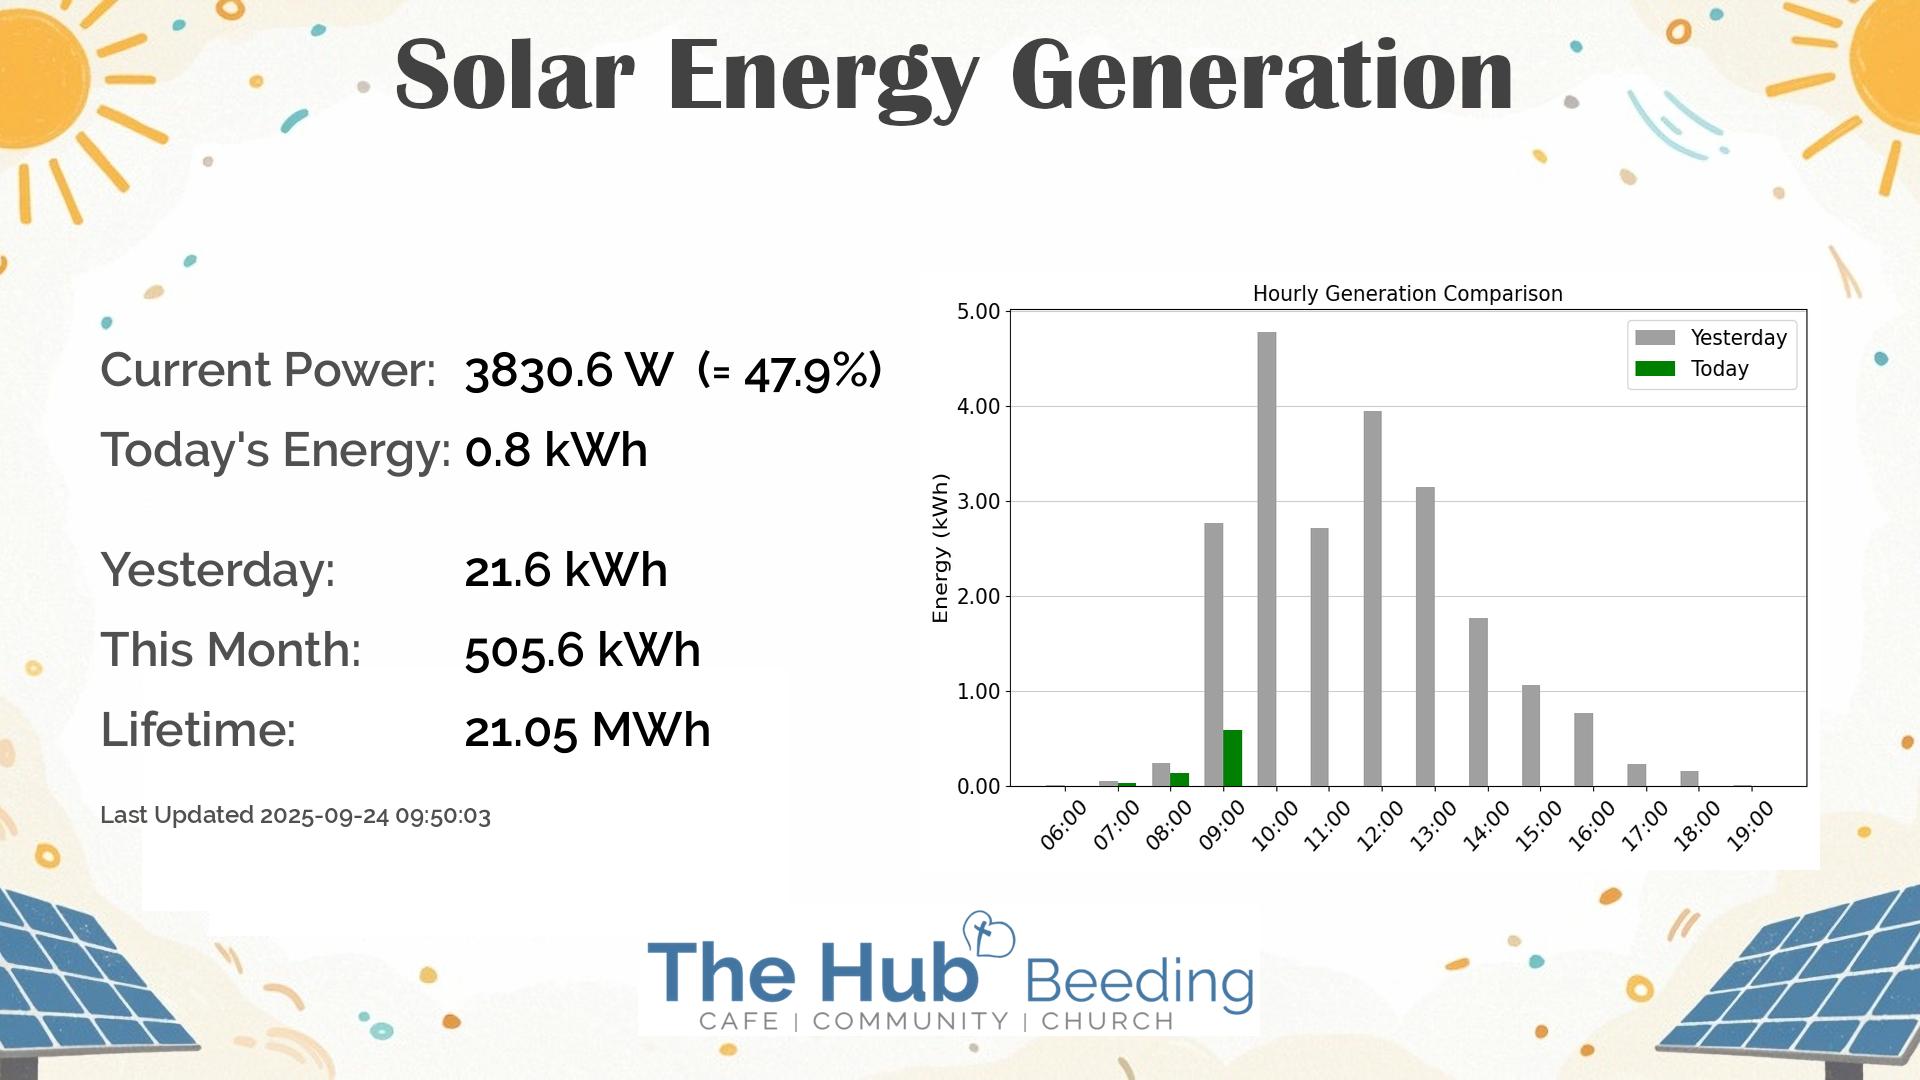 Solar Energy Generation
Current Power: 3830.6 W (= 47.9%)
Today's Energy: 0.8 kWh
Yesterday: 21.6 kWh
This Month: 505.6 kWh
Lifetime: 21.05 MWh
Last Updated 2025-09-24 09:50:03
Hourly Generation Comparison
Yesterday
Today
Energy (kWh)
5.00
4.00
3.00
2.00
1.00
0.00
06:00 07:00 08:00 09:00 10:00 11:00 12:00 13:00 14:00 15:00 16:00 17:00 18:00 19:00
The Hub Beeding
CAFE | COMMUNITY | CHURCH